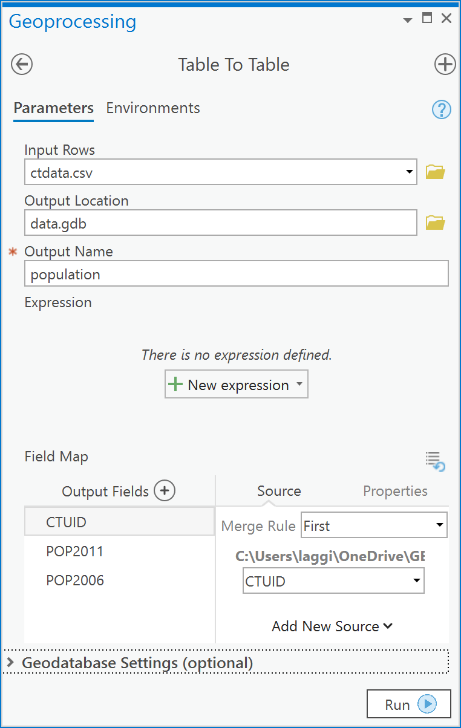 Geoprocessing
Table To Table
Parameters Environments
Input Rows
ctdata.csv
Output Location
data.gdb
* Output Name
population
Expression
There is no expression defined.
New expression
Field Map
Output Fields Source Properties
CTUID
Merge Rule First
POP2011
C:\Users\laggi\OneDrive\GE
POP2006
CTUID
Add New Source
Geodatabase Settings (optional)
Run